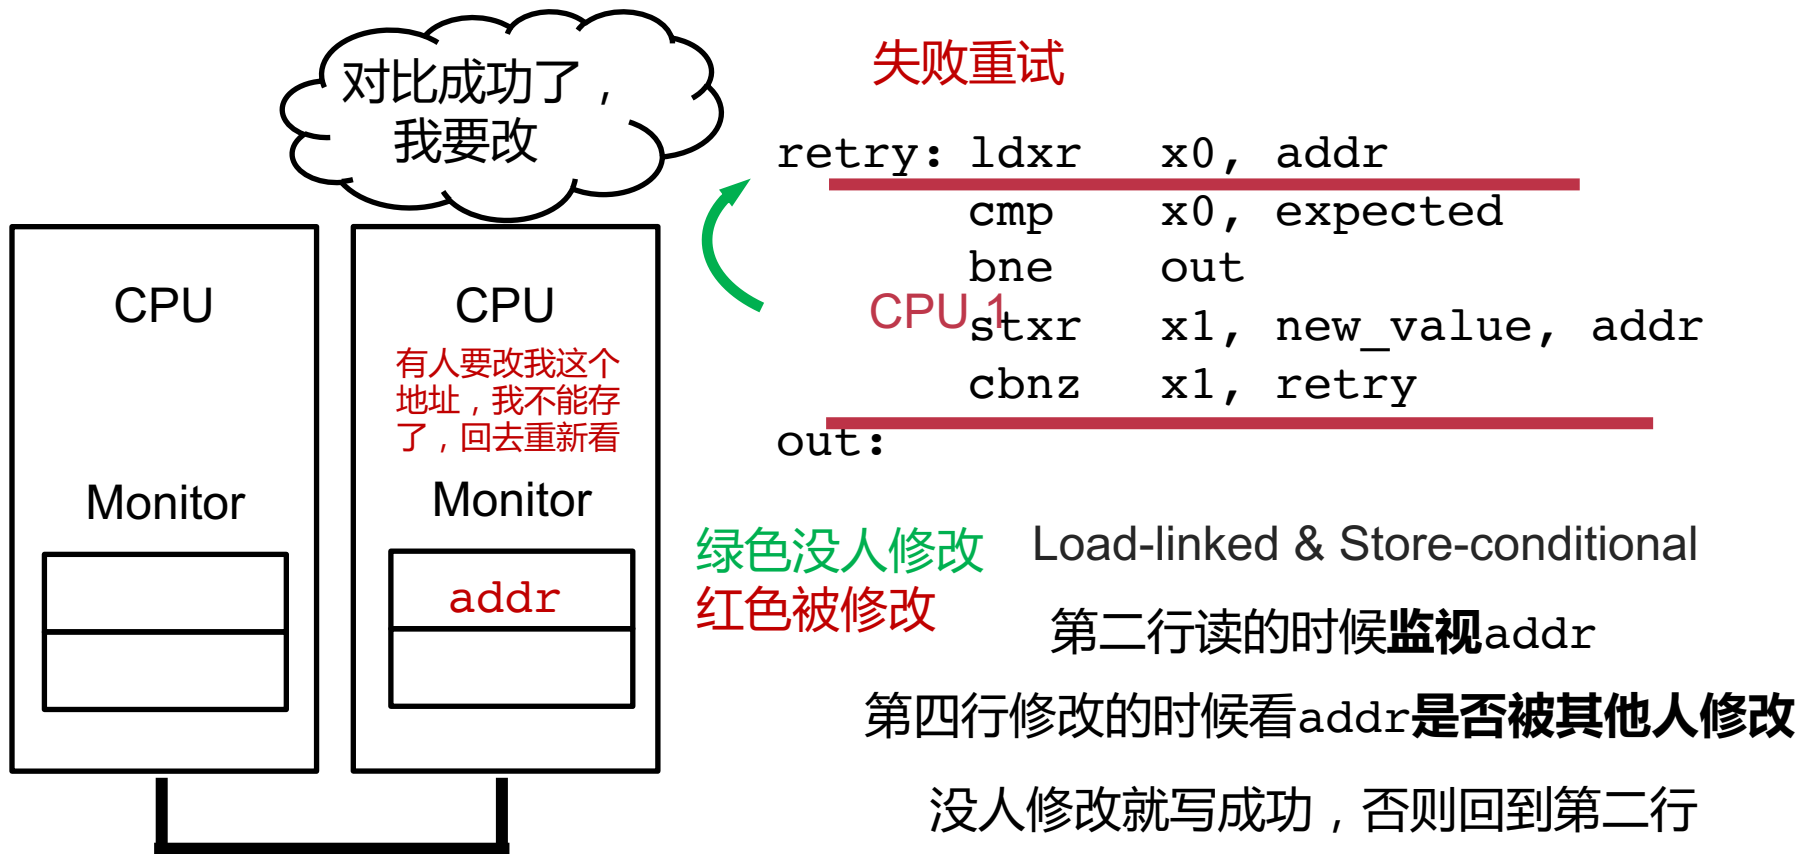 对比成功了，
我要改
失败重试
retry: ldxr x0, addr
cmp x0, expected
bne out
CPU 1
stxr x1, new_value, addr
cbnz x1, retry
out:
CPU
Monitor
CPU
有人要改我这个
地址，我不能存
了，回去重新看
Monitor
addr
绿色没人修改
红色被修改
Load-linked & Store-conditional
第二行读的时候监视addr
第四行修改的时候看addr是否被其他人修改
没人修改就写成功，否则回到第二行